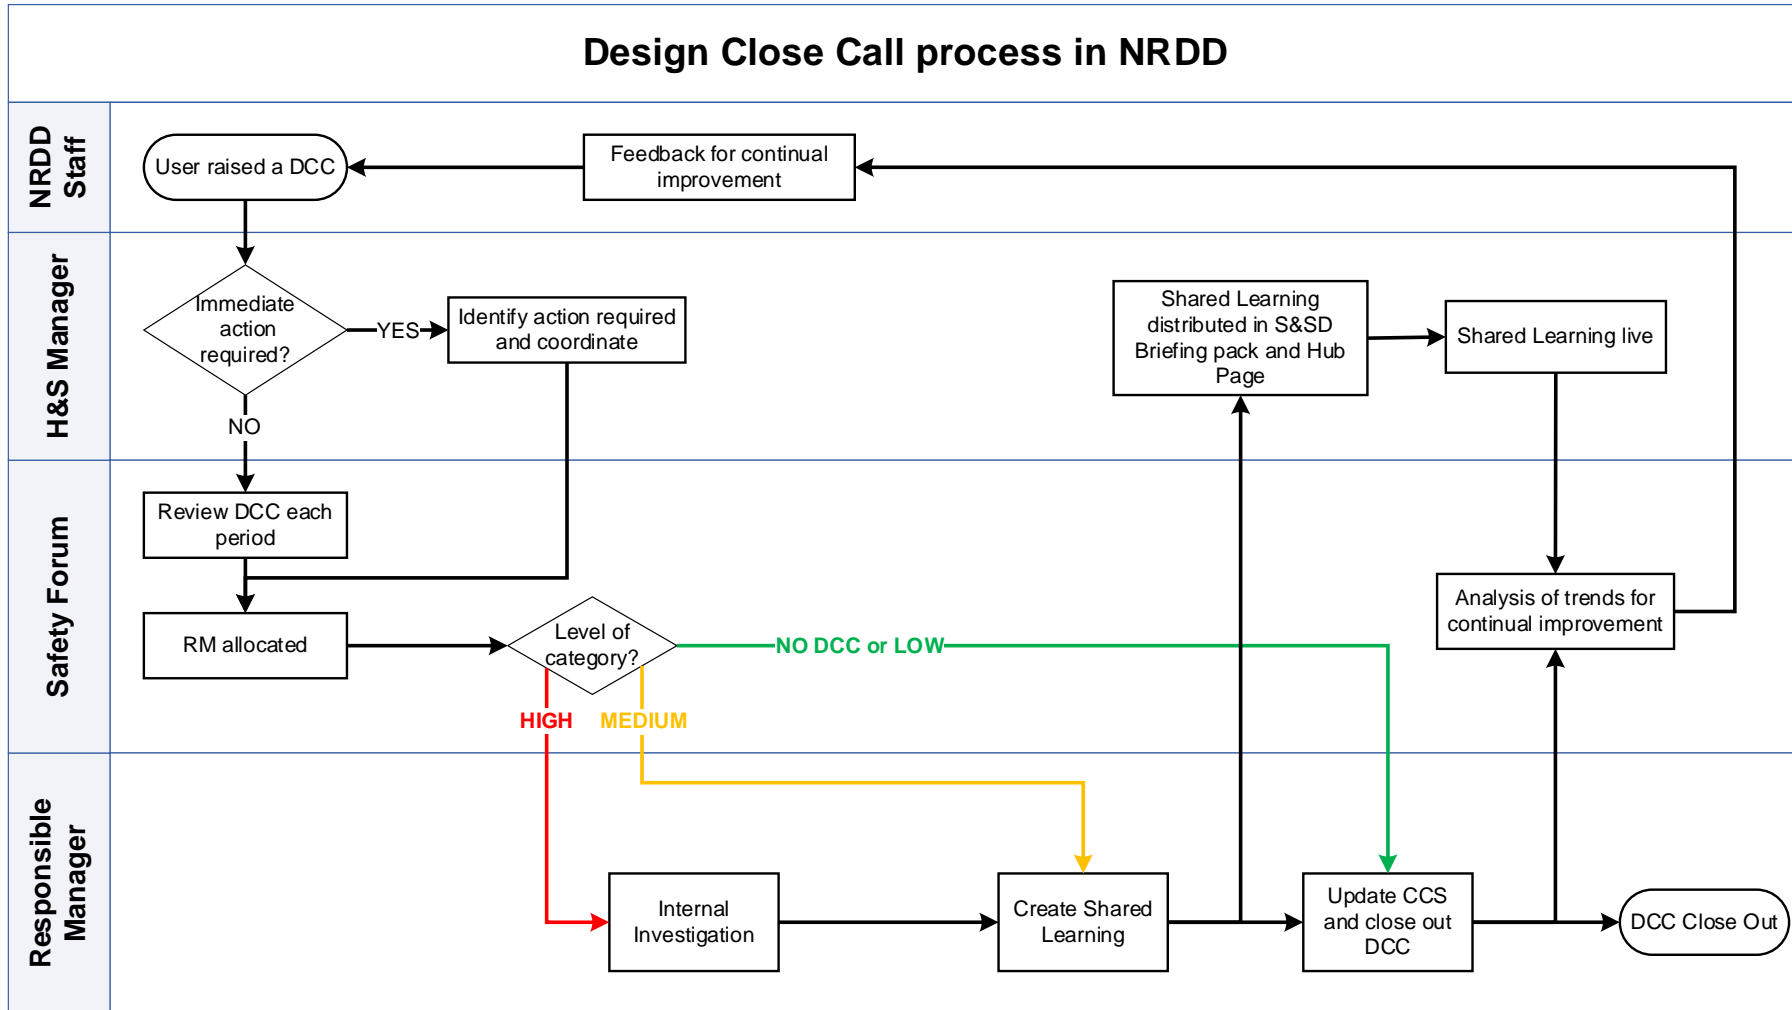 Design Close Call process in NRDD
NRDD
Staff
User raised a DCC
Feedback for continual
improvement
H&S Manager
Immediate
action
required?
YES
Identify action required
and coordinate
NO
Shared Learning
distributed in S&SD
Briefing pack and Hub
Page
Shared Learning live
Safety Forum
Review DCC each
period
RM allocated
Level of
category?
NO DCC or LOW
HIGH
MEDIUM
Analysis of trends for
continual improvement
Responsible
Manager
Internal
Investigation
Create Shared
Learning
Update CCS
and close out
DCC
DCC Close Out